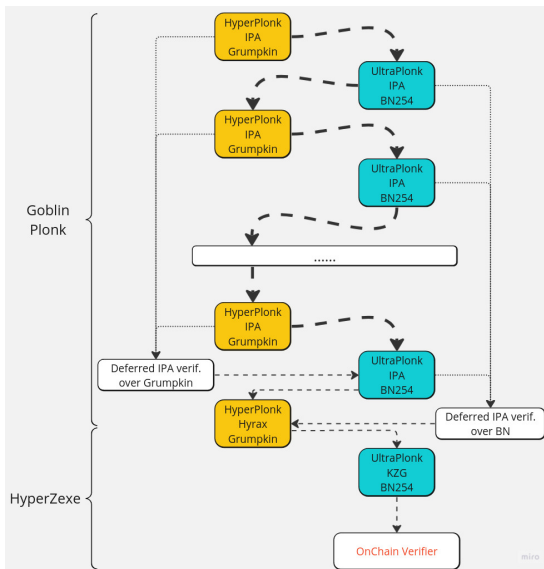 HyperPlonk
IPA
Grumpkin
UltraPlonk
IPA
BN254
HyperPlonk
IPA
Grumpkin
UltraPlonk
IPA
BN254
Goblin
Plonk
......
HyperPlonk
IPA
Grumpkin
UltraPlonk
IPA
BN254
Deferred IPA verif.
over Grumpkin
HyperPlonk
Hyrax
Grumpkin
Deferred IPA verif.
over BN
UltraPlonk
KZG
BN254
HyperZexe
OnChain Verifier
miro